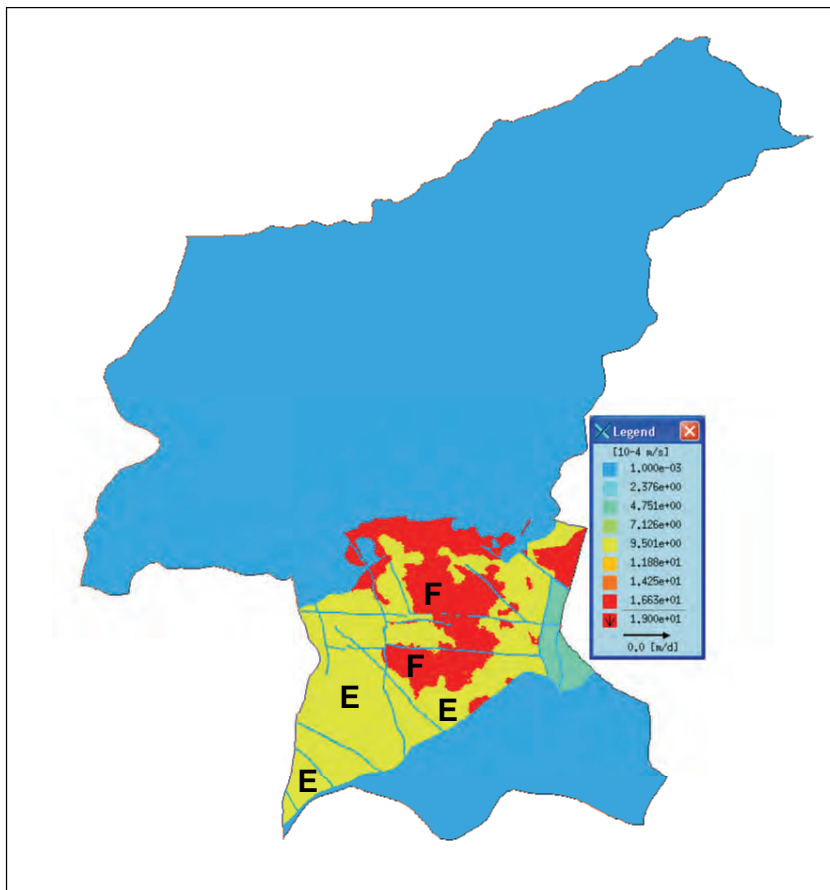 Legend
[10-4 m/s]
1.000e-03
2.376e+00
4.751e+00
7.126e+00
9.501e+00
1.188e+01
1.425e+01
1.663e+01
1.900e+01
0.0 [m/d]
F
F
E
E
E